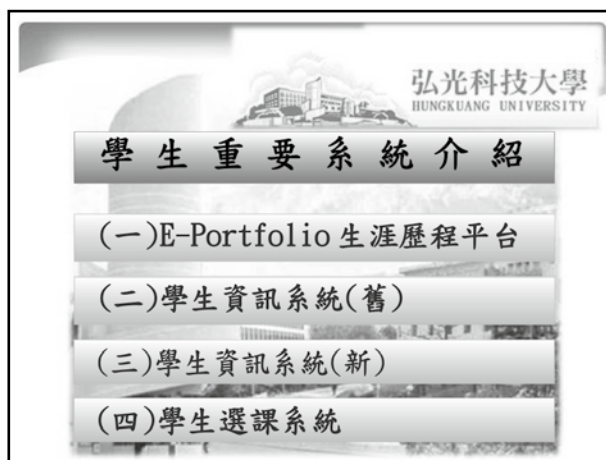 弘光科技大學
HUNGKUANG UNIVERSITY
學生重要系統介紹
(一)E-Portfolio生涯歷程平台
(二)學生資訊系統(舊)
(三)學生資訊系統(新)
(四)學生選課系統